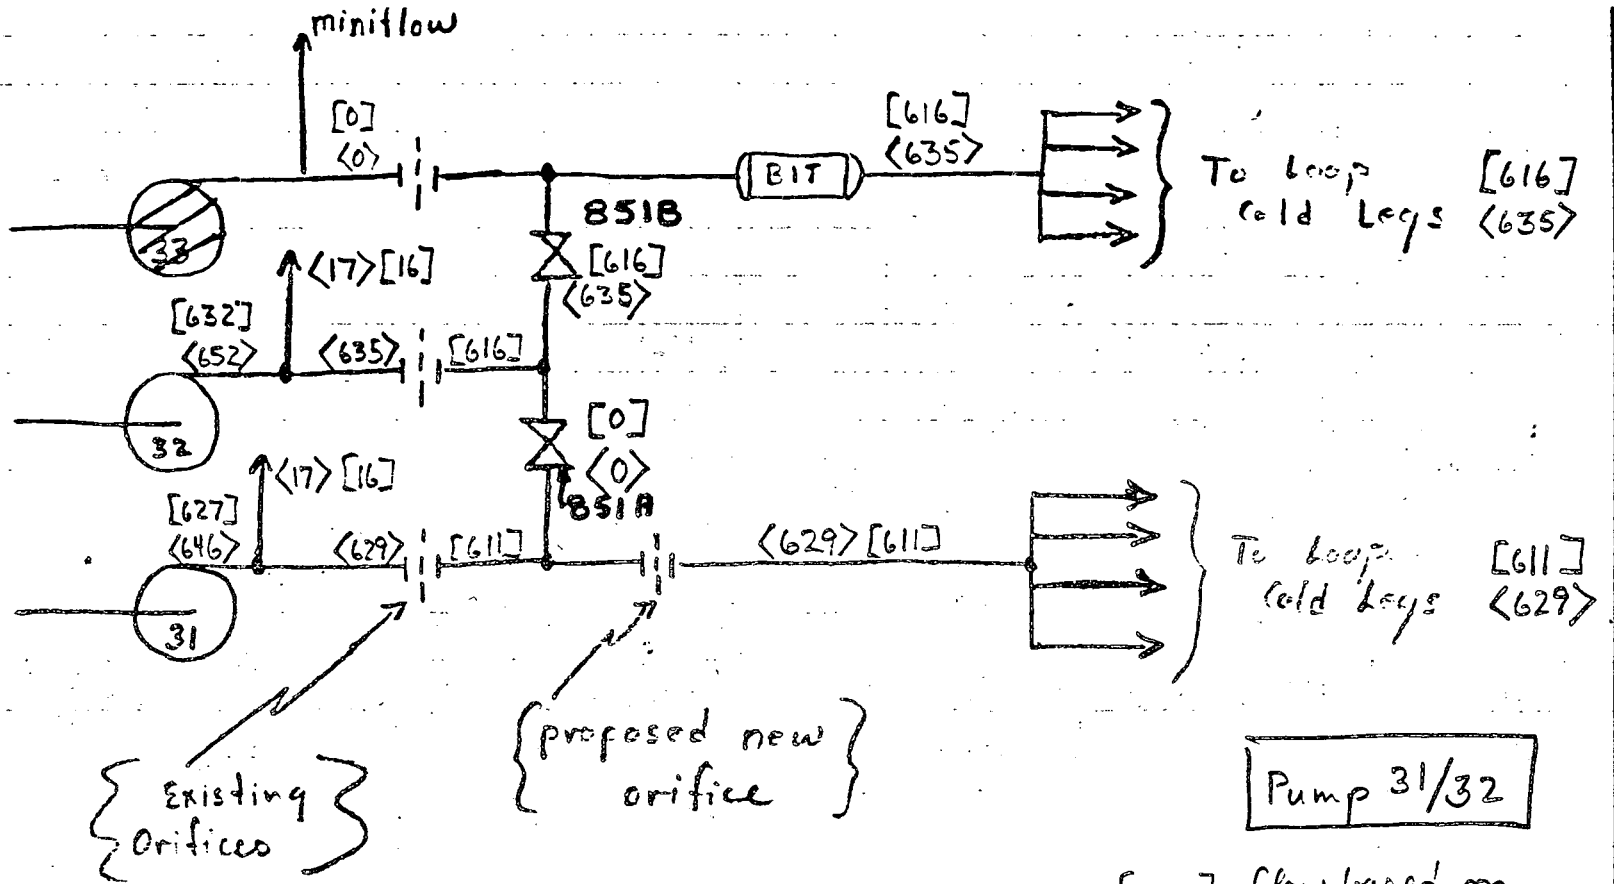 miniflow
[0]
<0>
33
BIT
[616]
<635>
To Loop
Cold Legs
[616]
<635>
851B
[616]
<635>
<17>[16]
[632]
<652>
<635>
[616]
32
[0]
<0>
851A
<17>[16]
[627]
<646>
<629>
[611]
31
<629>[611]
To Loop
Cold Legs
[611]
<629>
{Existing
Orifices}
{proposed new
orifice}
Pump 31/32